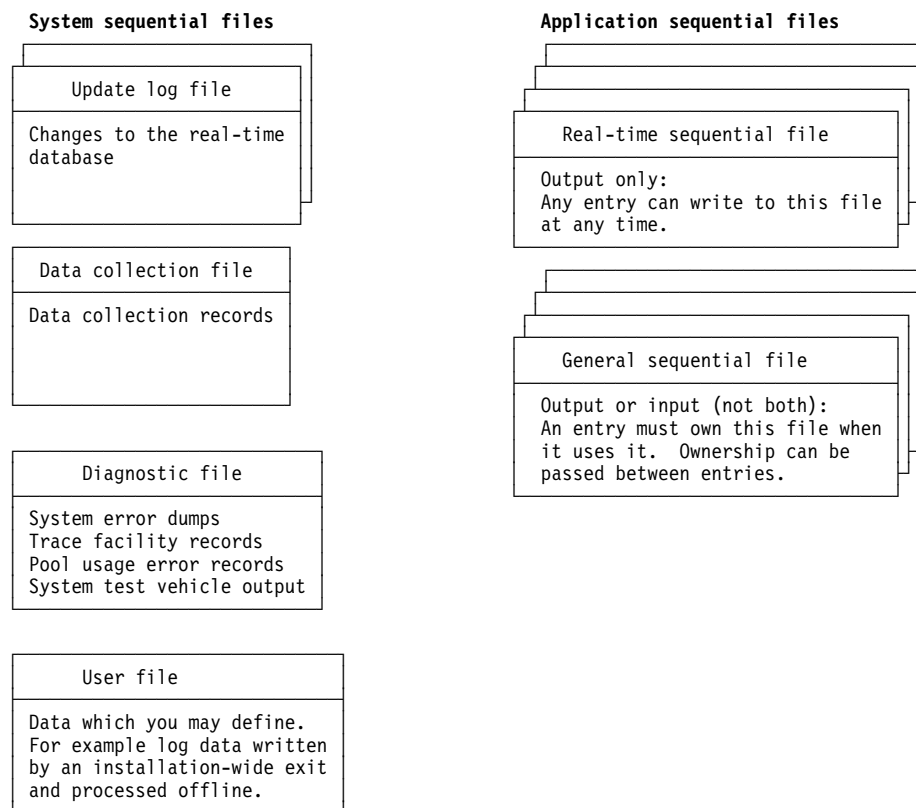 System sequential files
Update log file
Changes to the real-time
database
Data collection file
Data collection records
Diagnostic file
System error dumps
Trace facility records
Pool usage error records
System test vehicle output
User file
Data which you may define.
For example log data written
by an installation-wide exit
and processed offline.
Application sequential files
Real-time sequential file
Output only:
Any entry can write to this file
at any time.
General sequential file
Output or input (not both):
An entry must own this file when
it uses it. Ownership can be
passed between entries.